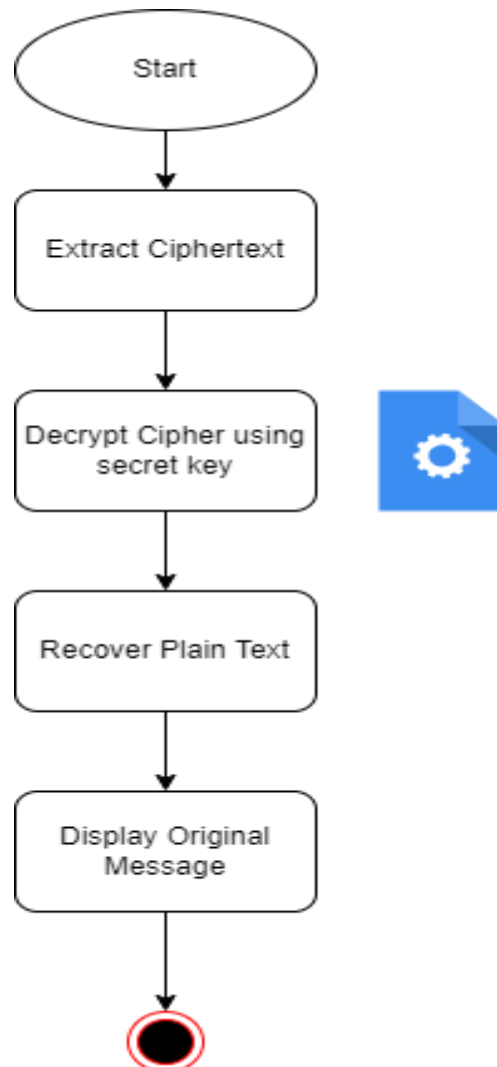 Start
Extract Ciphertext
Decrypt Cipher using
secret key
Recover Plain Text
Display Original
Message